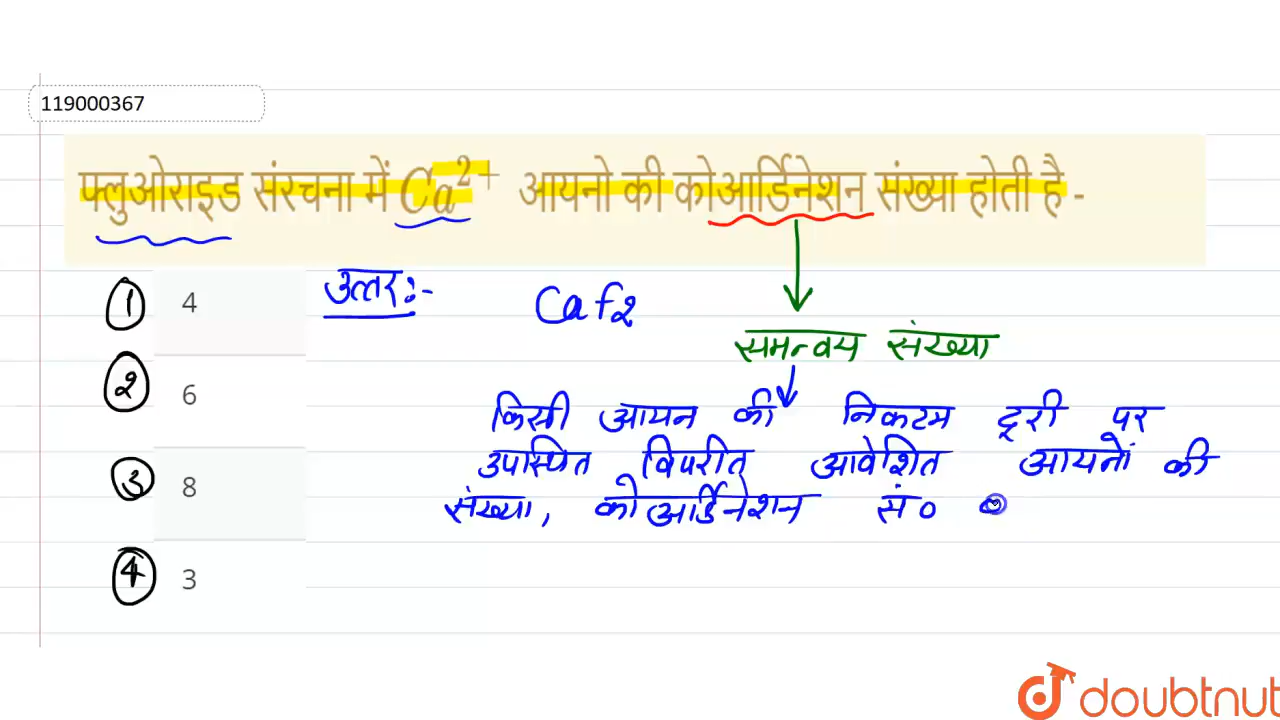 119000367
फ्लुओराइड संरचना में Ca²⁺ आयनो की कोआर्डिनेशन संख्या होती है -
① 4
उत्तर :-
CaF2
समन्वय संख्या
② 6
किसी आयन की निकटम दूरी पर
उपस्थित विपरीत आवेशित आयनों की
③ 8
संख्या, कोआर्डिनेशन सं०
④ 3
doubtnut